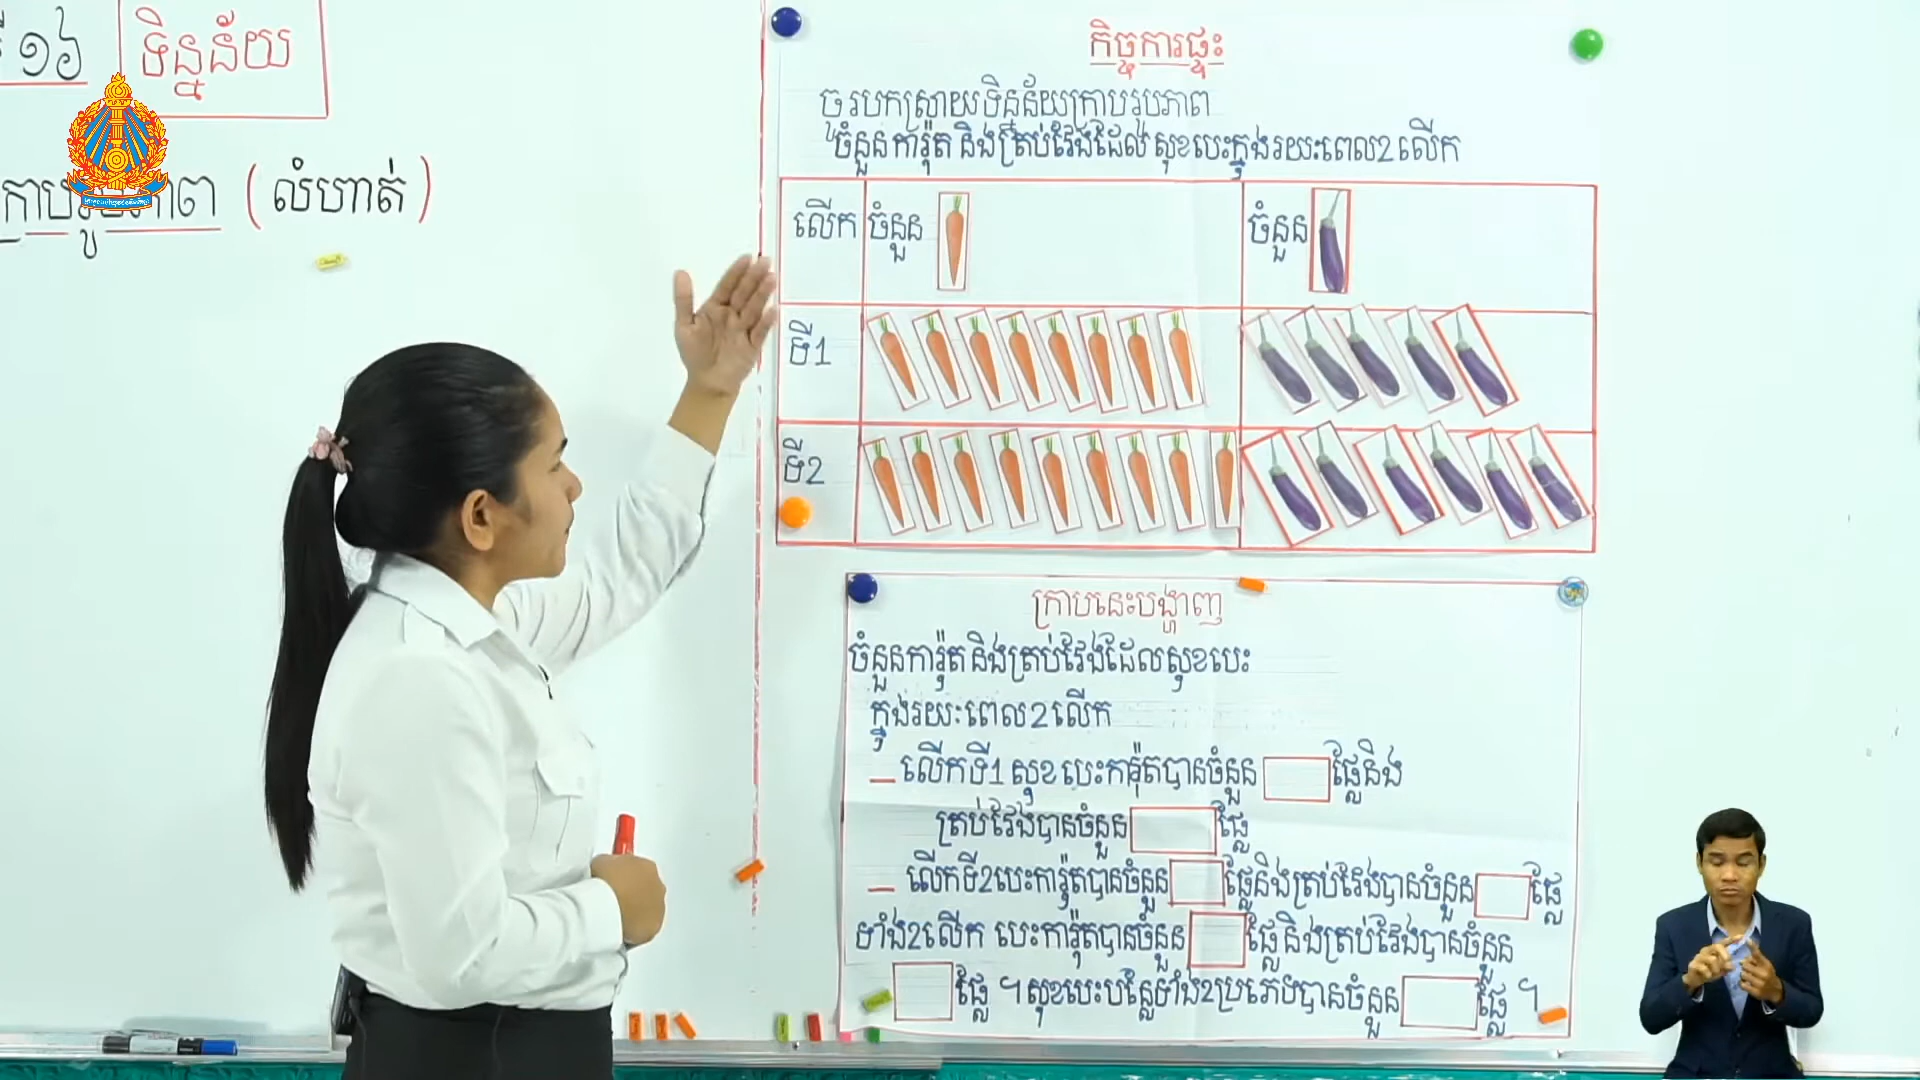 ១៦
ទិន្នន័យ
ក្រាបរូបភាព (លំហាត់)
កិច្ចការផ្ទះ
ចូរបកស្រាយទិន្នន័យក្រាបរូបភាព
ចំនួនការ៉ុត និងត្រប់វែងដែលសុខបេះក្នុងរយៈពេល2លើក
លើក ចំនួន ចំនួន
ទី1
ទី2
ក្រាបនេះបង្ហាញ
ចំនួនការ៉ុតនិងត្រប់វែងដែលសុខបេះ
ក្នុងរយៈពេល2លើក
_ លើកទី1 សុខបេះការ៉ុតបានចំនួន ផ្លែនិង
ត្រប់វែងបានចំនួន ផ្លែ
_ លើកទី2បេះការ៉ុតបានចំនួន ផ្លែនិងត្រប់វែងបានចំនួន ផ្លែ
ទាំង2លើក បេះការ៉ុតបានចំនួន ផ្លែនិងត្រប់វែងបានចំនួន
ផ្លែ ។ សុខបេះបន្លែទាំង2ប្រភេទបានចំនួន ផ្លែ ។